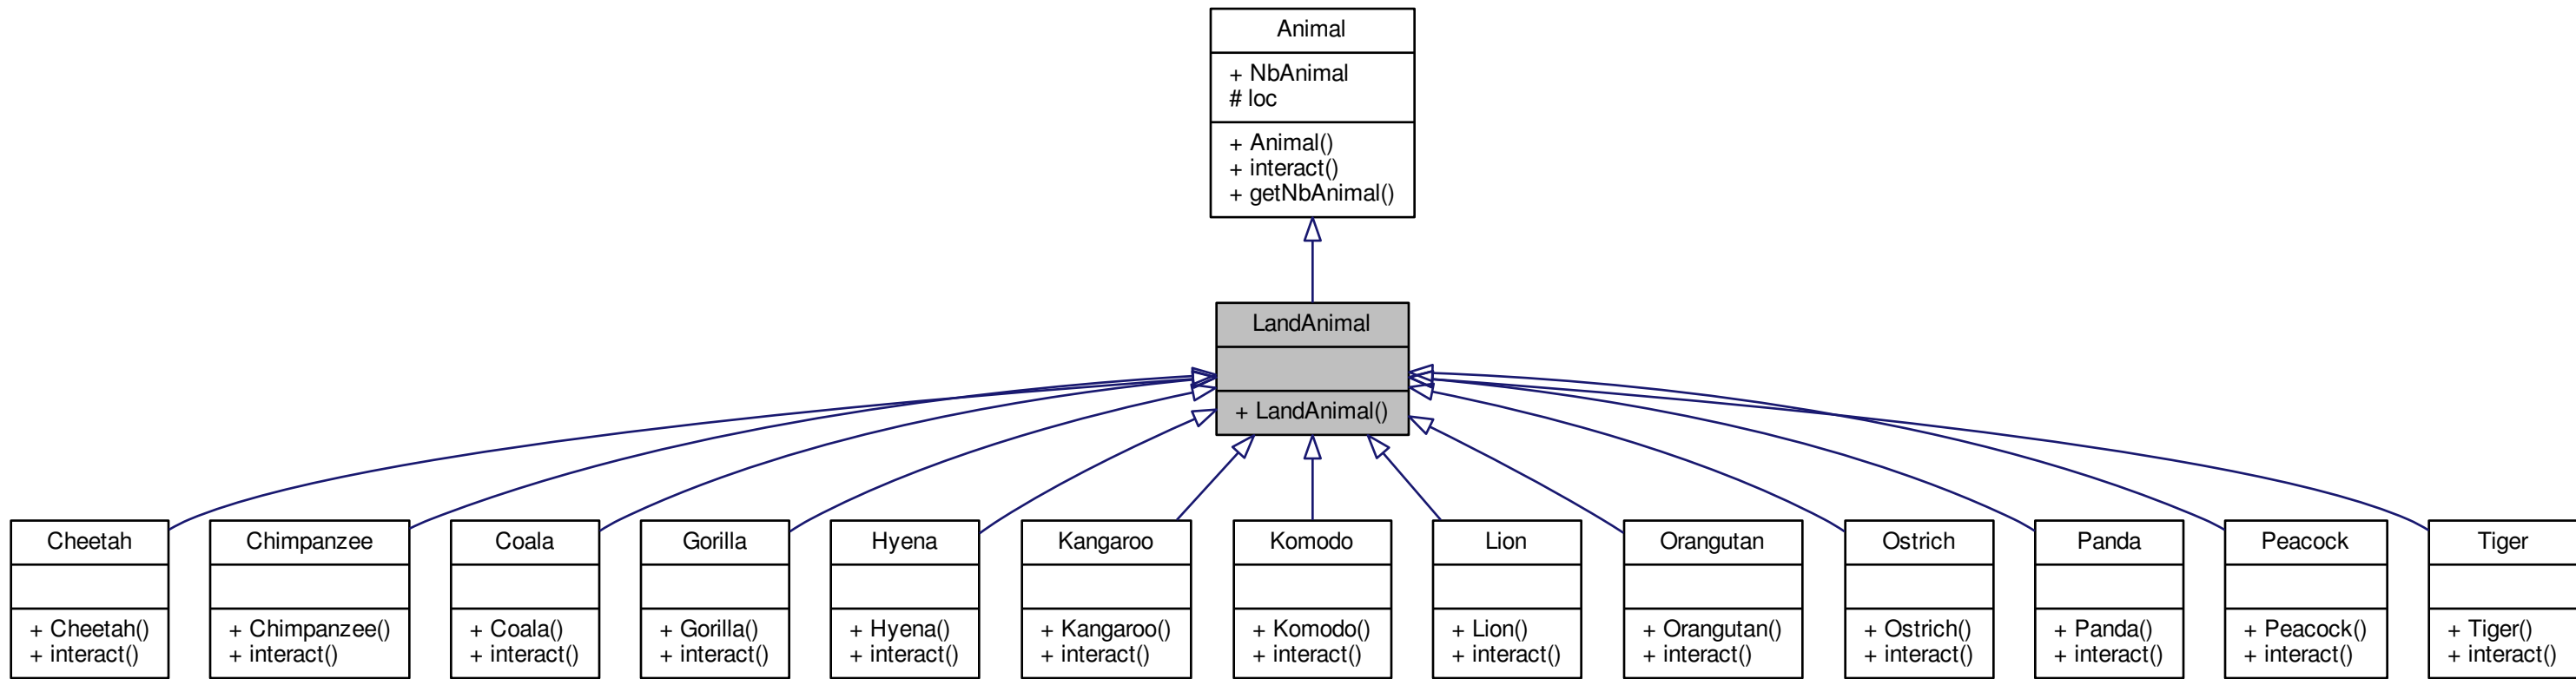 Animal
+ NbAnimal
# loc
+ Animal()
+ interact()
+ getNbAnimal()
LandAnimal
+ LandAnimal()
Cheetah
+ Cheetah()
+ interact()
Chimpanzee
+ Chimpanzee()
+ interact()
Coala
+ Coala()
+ interact()
Gorilla
+ Gorilla()
+ interact()
Hyena
+ Hyena()
+ interact()
Kangaroo
+ Kangaroo()
+ interact()
Komodo
+ Komodo()
+ interact()
Lion
+ Lion()
+ interact()
Orangutan
+ Orangutan()
+ interact()
Ostrich
+ Ostrich()
+ interact()
Panda
+ Panda()
+ interact()
Peacock
+ Peacock()
+ interact()
Tiger
+ Tiger()
+ interact()